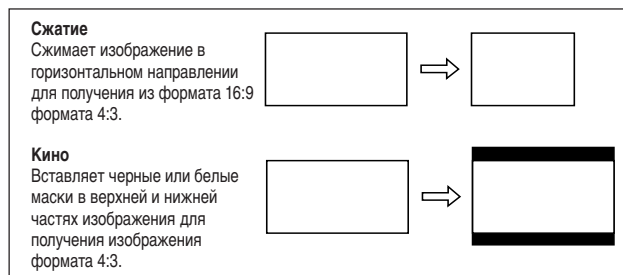 Сжатие
Сжимает изображение в
горизонтальном направлении
для получения из формата 16:9
формата 4:3.
Кино
Вставляет черные или белые
маски в верхней и нижней
частях изображения для
получения изображения
формата 4:3.